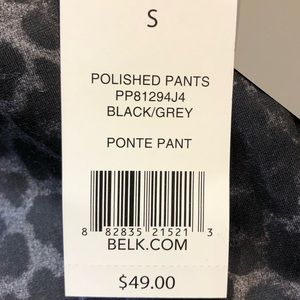 S
POLISHED PANTS
PP81294J4
BLACK/GREY
PONTE PANT
8 82835 21521 3
BELK.COM
$49.00